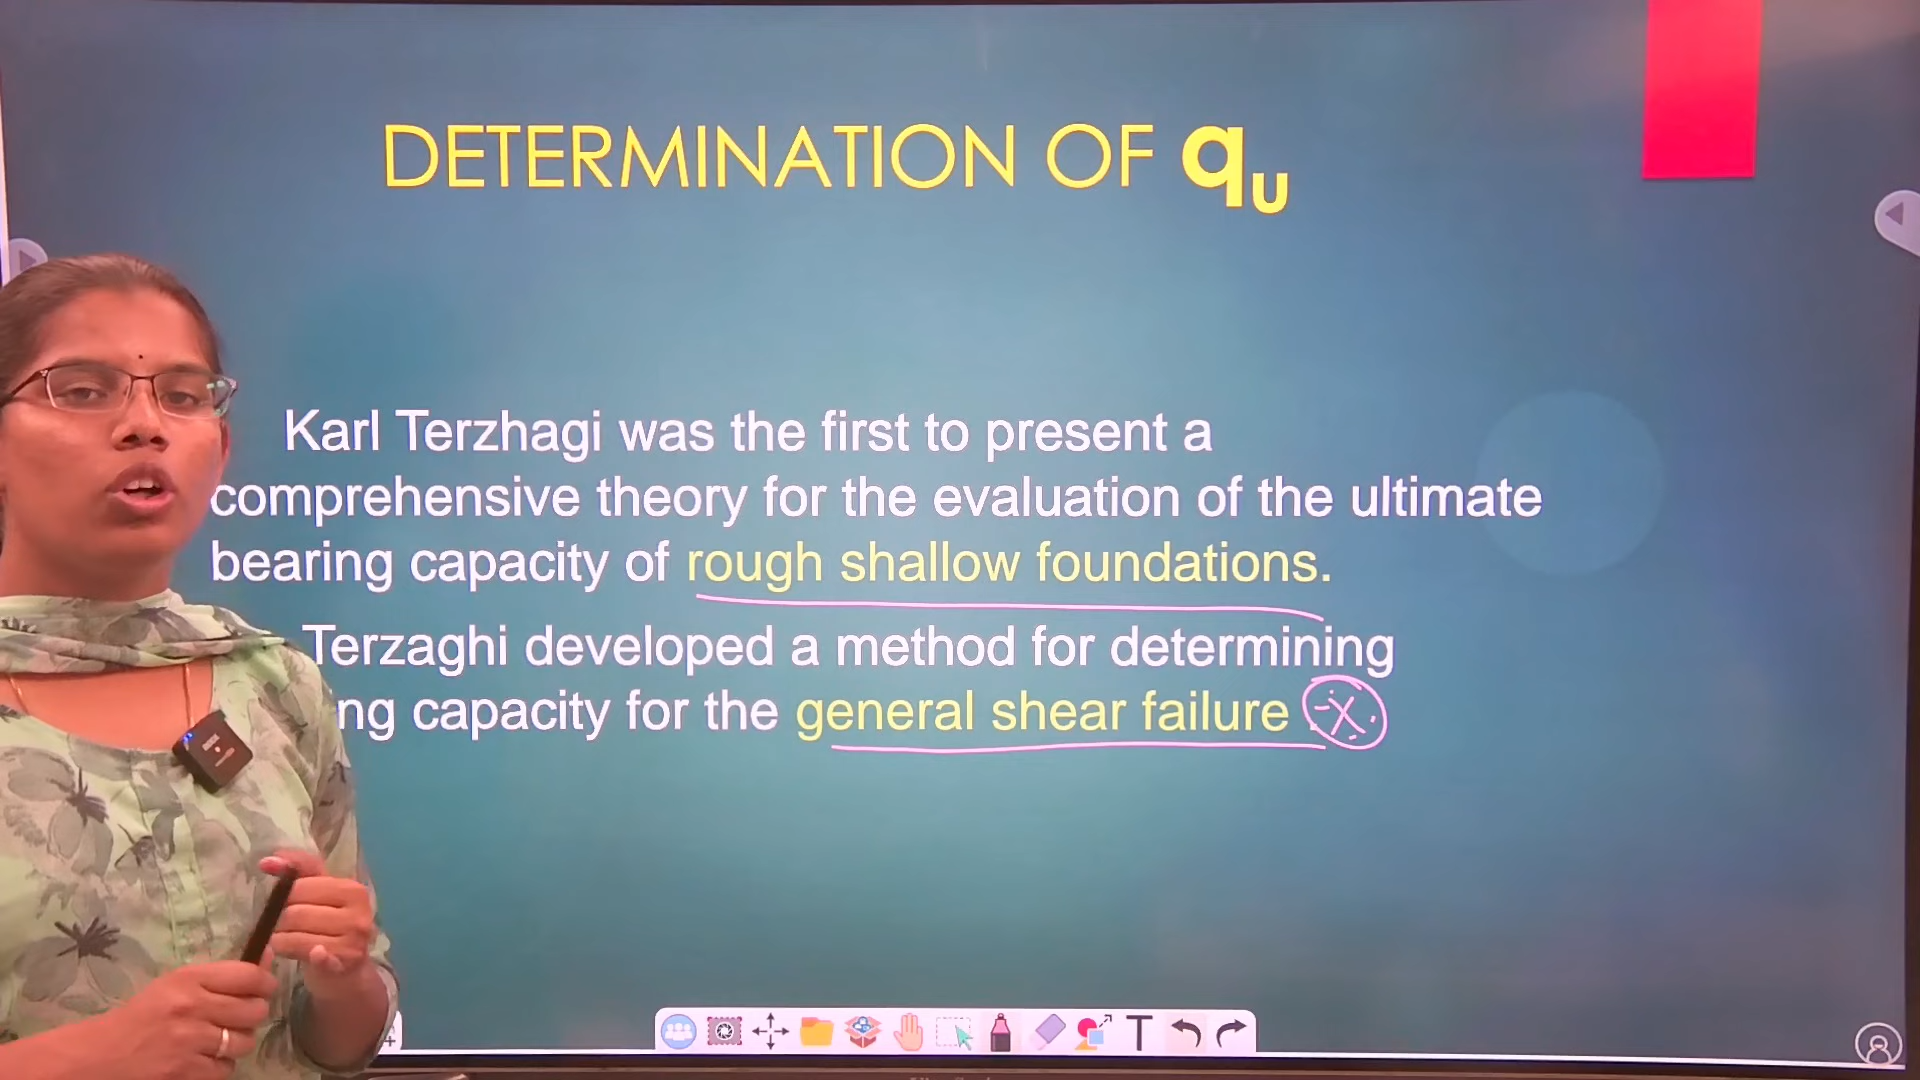 DETERMINATION OF qu
Karl Terzhagi was the first to present a
comprehensive theory for the evaluation of the ultimate
bearing capacity of rough shallow foundations.
Terzaghi developed a method for determining
ng capacity for the general shear failure
T